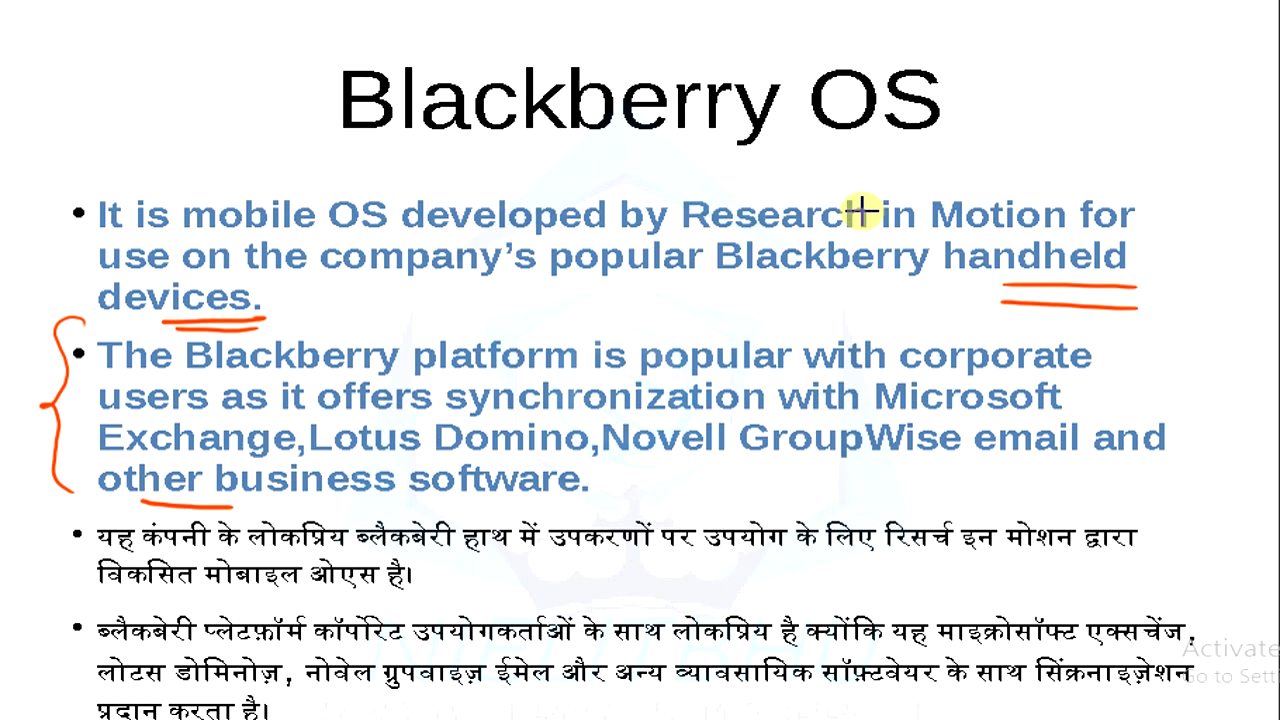 Blackberry OS
• It is mobile OS developed by Research in Motion for
use on the company’s popular Blackberry handheld
devices.
• The Blackberry platform is popular with corporate
users as it offers synchronization with Microsoft
Exchange,Lotus Domino,Novell GroupWise email and
other business software.
• यह कंपनी के लोकप्रिय ब्लैकबेरी हाथ में उपकरणों पर उपयोग के लिए रिसर्च इन मोशन द्वारा
विकसित मोबाइल ओएस है।
• ब्लैकबेरी प्लेटफ़ॉर्म कॉर्पोरेट उपयोगकर्ताओं के साथ लोकप्रिय है क्योंकि यह माइक्रोसॉफ्ट एक्सचेंज,
लोटस डोमिनोज़, नोवेल ग्रुपवाइज़ ईमेल और अन्य व्यावसायिक सॉफ़्टवेयर के साथ सिंक्रनाइज़ेशन
प्रदान करता है।
Activate
Go to Sett